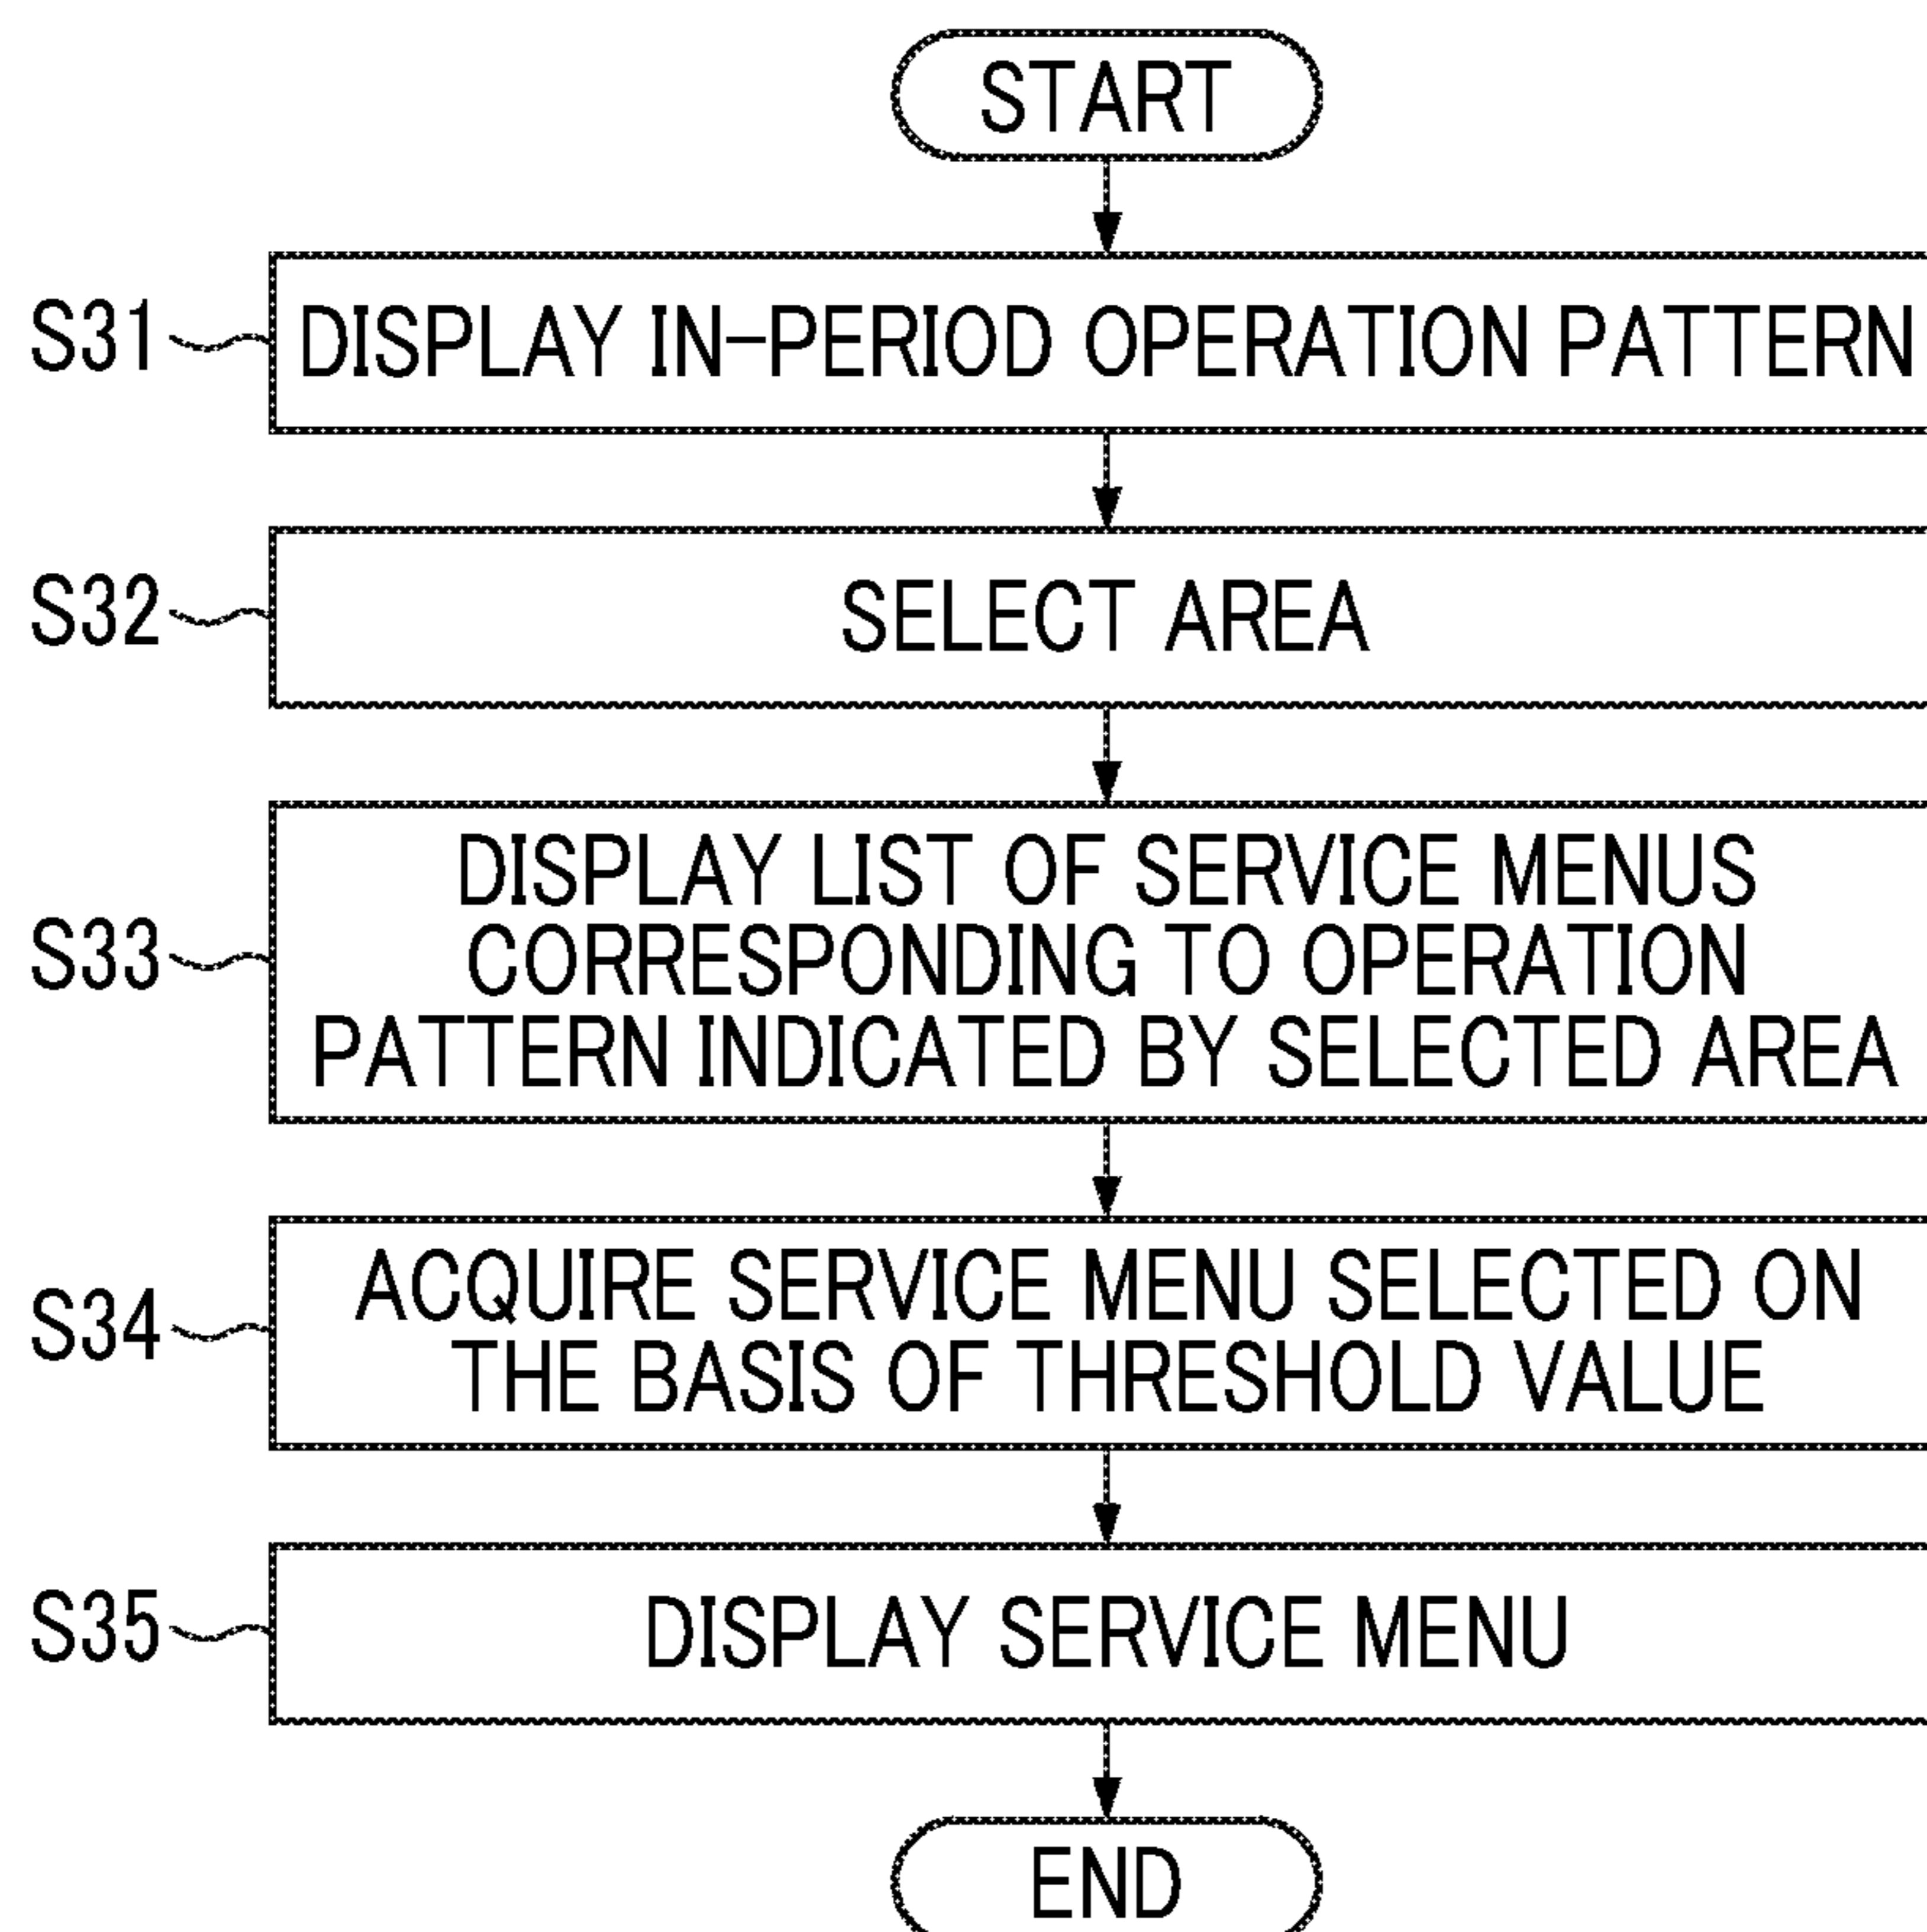 START
S31 DISPLAY IN-PERIOD OPERATION PATTERN
S32 SELECT AREA
DISPLAY LIST OF SERVICE MENUS
S33 CORRESPONDING TO OPERATION
PATTERN INDICATED BY SELECTED AREA
S34 ACQUIRE SERVICE MENU SELECTED ON
THE BASIS OF THRESHOLD VALUE
S35 DISPLAY SERVICE MENU
END